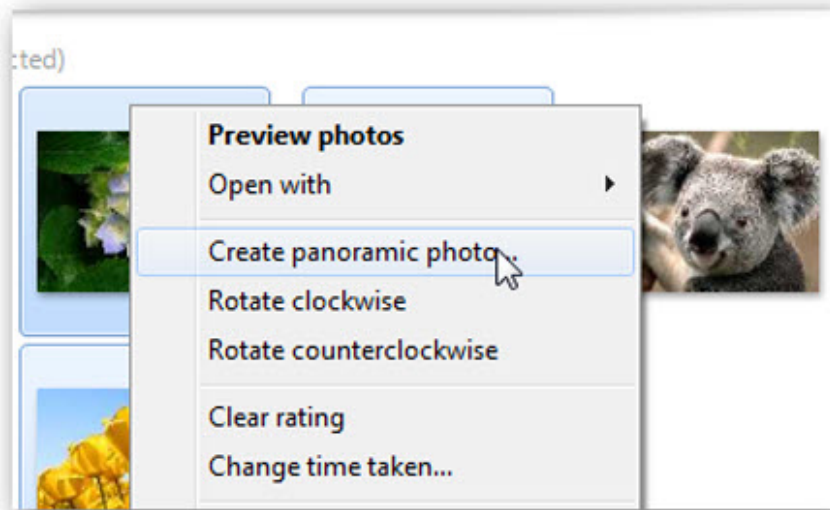 cted)
Preview photos
Open with
Create panoramic photo...
Rotate clockwise
Rotate counterclockwise
Clear rating
Change time taken...